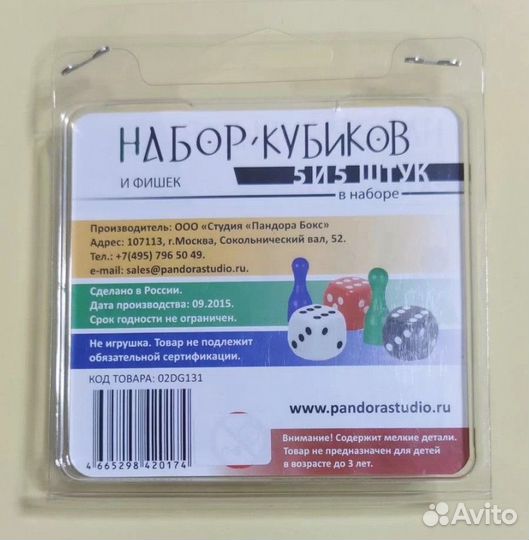 НАБОР КУБИКОВ
И ФИШЕК
5 И 5 ШТУК
в наборе
Производитель: ООО «Студия «Пандора Бокс»
Адрес: 107113, г.Москва, Сокольнический вал, 52.
Тел.: +7(495) 796 50 49.
e-mail: sales@pandorastudio.ru.
Сделано в России.
Дата производства: 09.2015.
Срок годности не ограничен.
Не игрушка. Товар не подлежит
обязательной сертификации.
КОД ТОВАРА: 02DG131
4 665298 420174
www.pandorastudio.ru
Внимание! Содержит мелкие детали.
Товар не предназначен для детей
в возрасте до 3 лет.
Avito